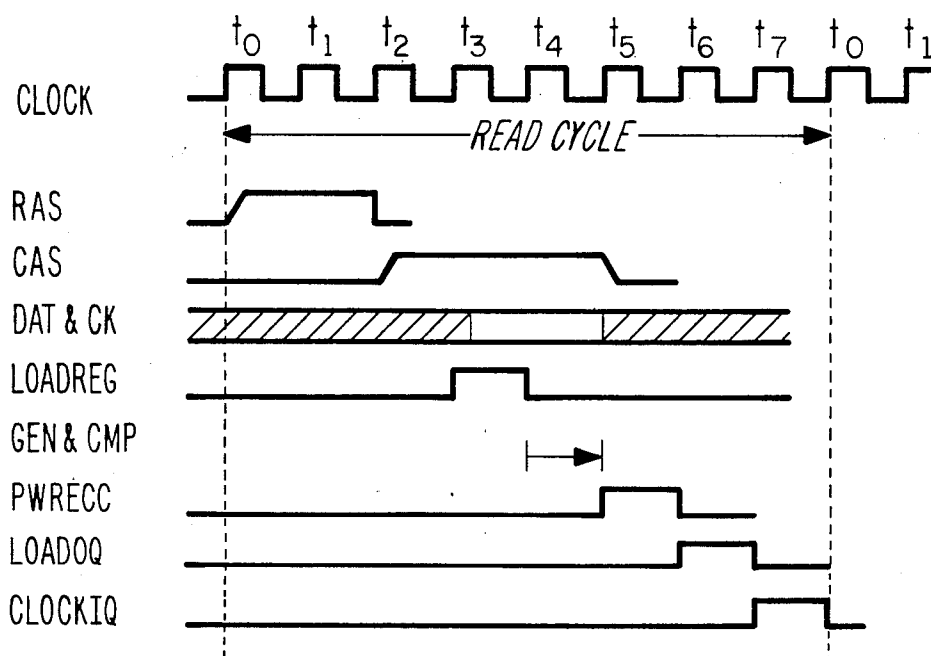 t0 t1 t2 t3 t4 t5 t6 t7 t0 t1
CLOCK
READ CYCLE
RAS
CAS
DAT & CK
LOADREG
GEN & CMP
PWRECC
LOADOQ
CLOCKIQ